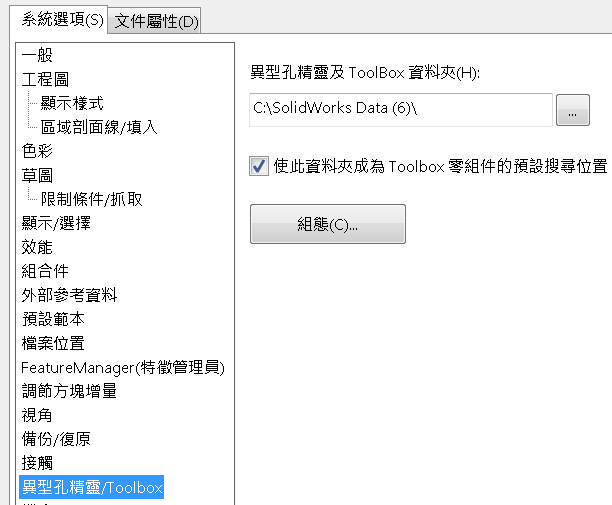 系統選項(S) 文件屬性(D)
一般
工程圖
顯示樣式
區域剖面線/填入
色彩
草圖
限制條件/抓取
顯示/選擇
效能
組合件
外部參考資料
預設範本
檔案位置
FeatureManager(特徵管理員)
調節方塊增量
視角
備份/復原
接觸
異型孔精靈/Toolbox
異型孔精靈及 ToolBox 資料夾(H):
C:\SolidWorks Data (6)\
...
使此資料夾成為 Toolbox 零組件的預設搜尋位置
組態(C)...